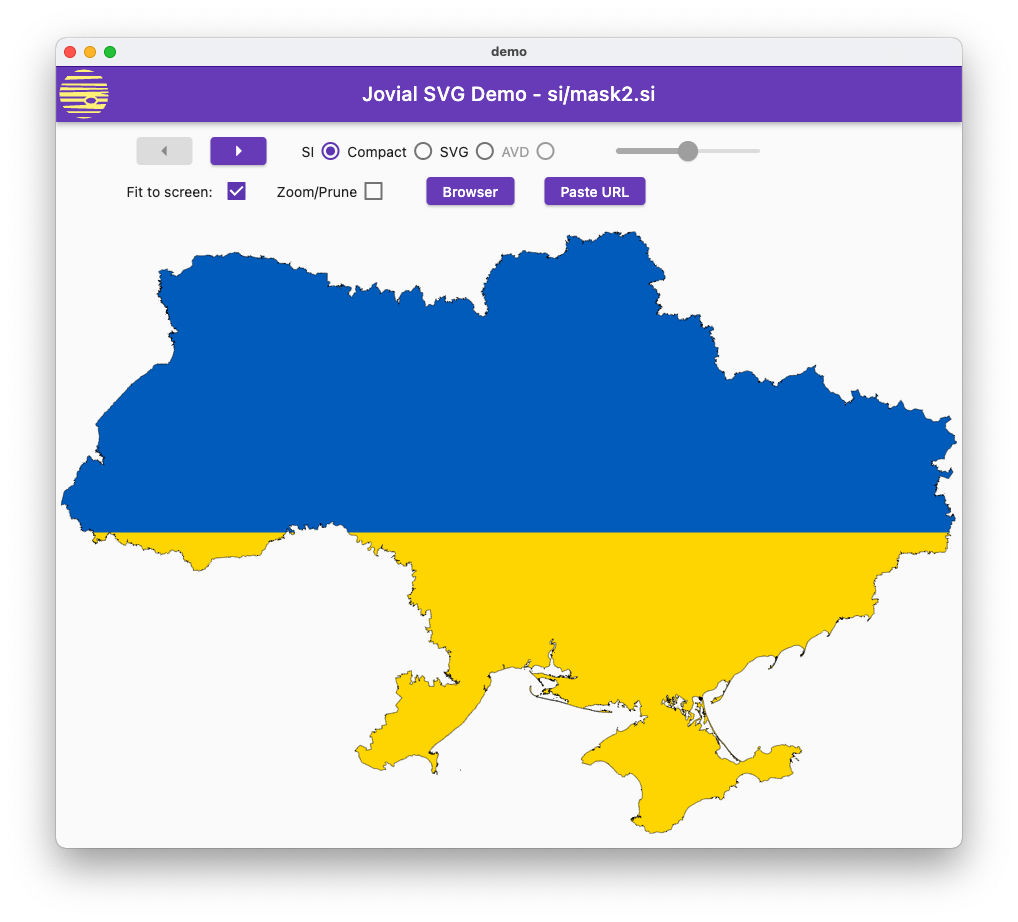 demo
Jovial SVG Demo - si/mask2.si
SI Compact SVG AVD
Fit to screen: Zoom/Prune Browser Paste URL